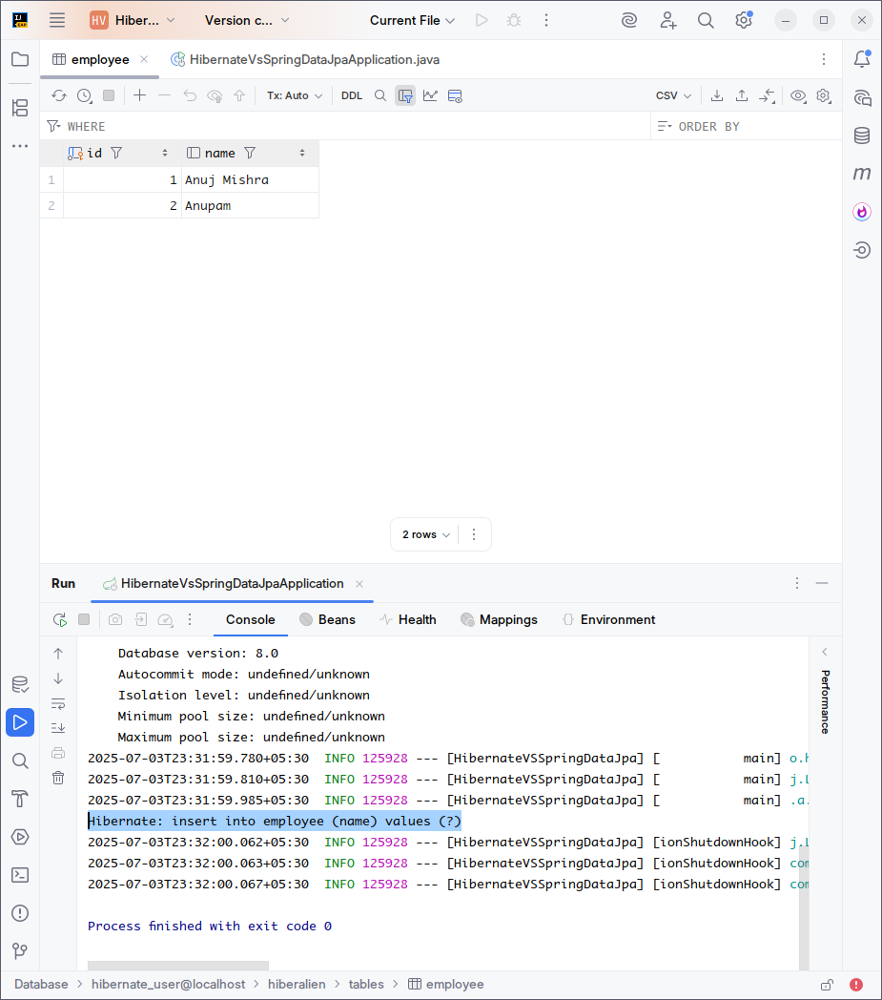 HV Hiber... Version c... Current File
employee HibernateVsSpringDataJpaApplication.java
Tx: Auto DDL CSV
WHERE ORDER BY
id name
1 1 Anuj Mishra
2 2 Anupam
2 rows
Run HibernateVsSpringDataJpaApplication
Console Beans Health Mappings Environment
Performance
Database version: 8.0
Autocommit mode: undefined/unknown
Isolation level: undefined/unknown
Minimum pool size: undefined/unknown
Maximum pool size: undefined/unknown
2025-07-03T23:31:59.780+05:30 INFO 125928 --- [HibernateVSSpringDataJpa] [ main] o.h
2025-07-03T23:31:59.810+05:30 INFO 125928 --- [HibernateVSSpringDataJpa] [ main] j.L
2025-07-03T23:31:59.985+05:30 INFO 125928 --- [HibernateVSSpringDataJpa] [ main] .a.
Hibernate: insert into employee (name) values (?)
2025-07-03T23:32:00.062+05:30 INFO 125928 --- [HibernateVSSpringDataJpa] [ionShutdownHook] j.L
2025-07-03T23:32:00.063+05:30 INFO 125928 --- [HibernateVSSpringDataJpa] [ionShutdownHook] com
2025-07-03T23:32:00.067+05:30 INFO 125928 --- [HibernateVSSpringDataJpa] [ionShutdownHook] com
Process finished with exit code 0
Database > hibernate_user@localhost > hiberalien > tables > employee